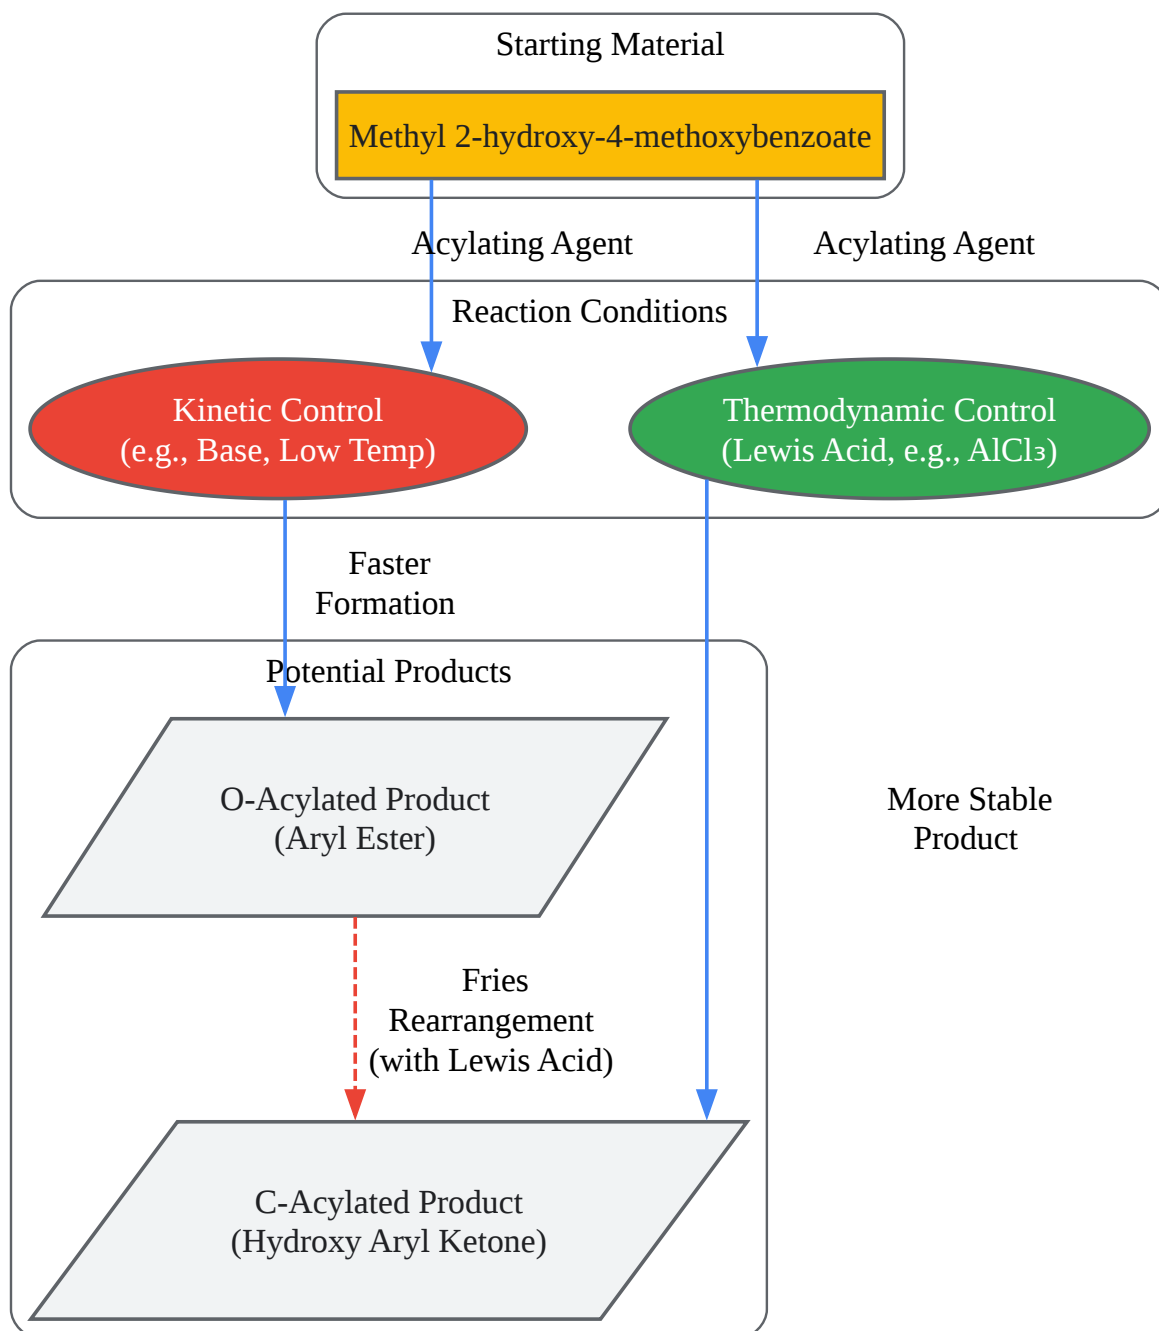 Starting Material
Methyl 2-hydroxy-4-methoxybenzoate
Acylating Agent
Acylating Agent
Reaction Conditions
Kinetic Control
(e.g., Base, Low Temp)
Thermodynamic Control
(Lewis Acid, e.g., AlCl₃)
Faster
Formation
Potential Products
O-Acylated Product
(Aryl Ester)
More Stable
Product
Fries
Rearrangement
(with Lewis Acid)
C-Acylated Product
(Hydroxy Aryl Ketone)